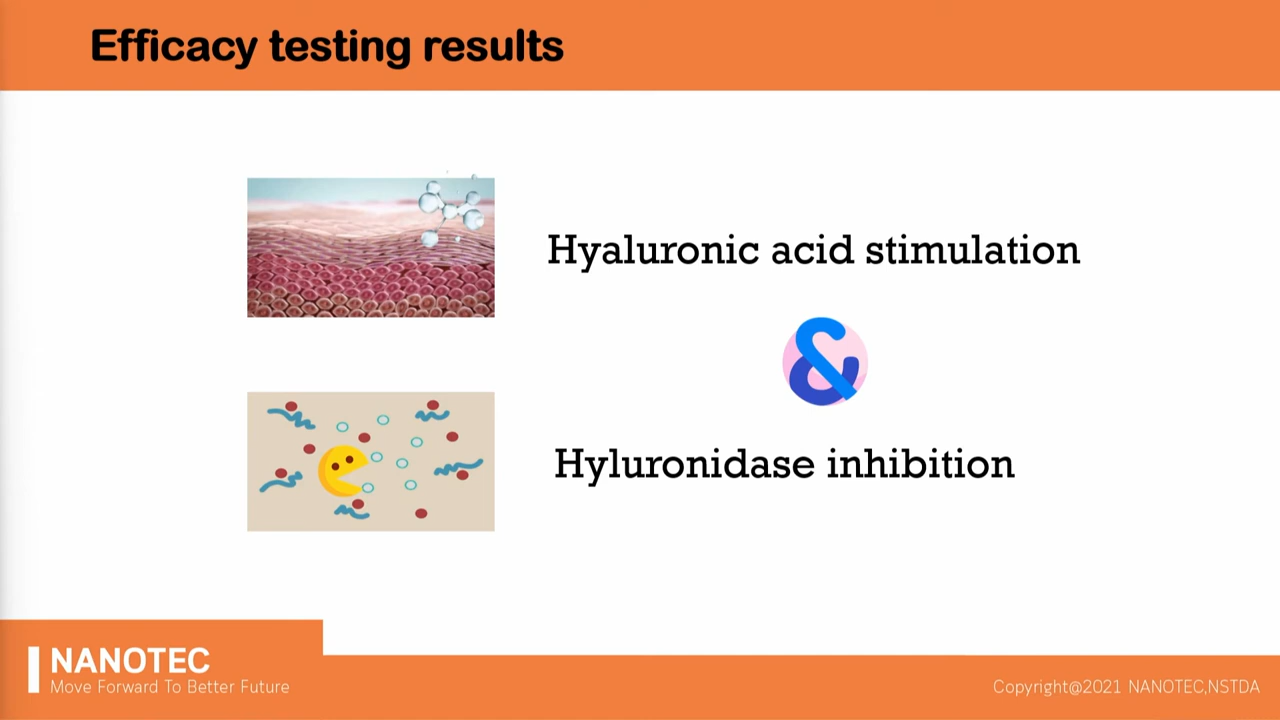 Efficacy testing results
Hyaluronic acid stimulation
&
Hyluronidase inhibition
NANOTEC
Move Forward To Better Future
Copyright@2021 NANOTEC,NSTDA